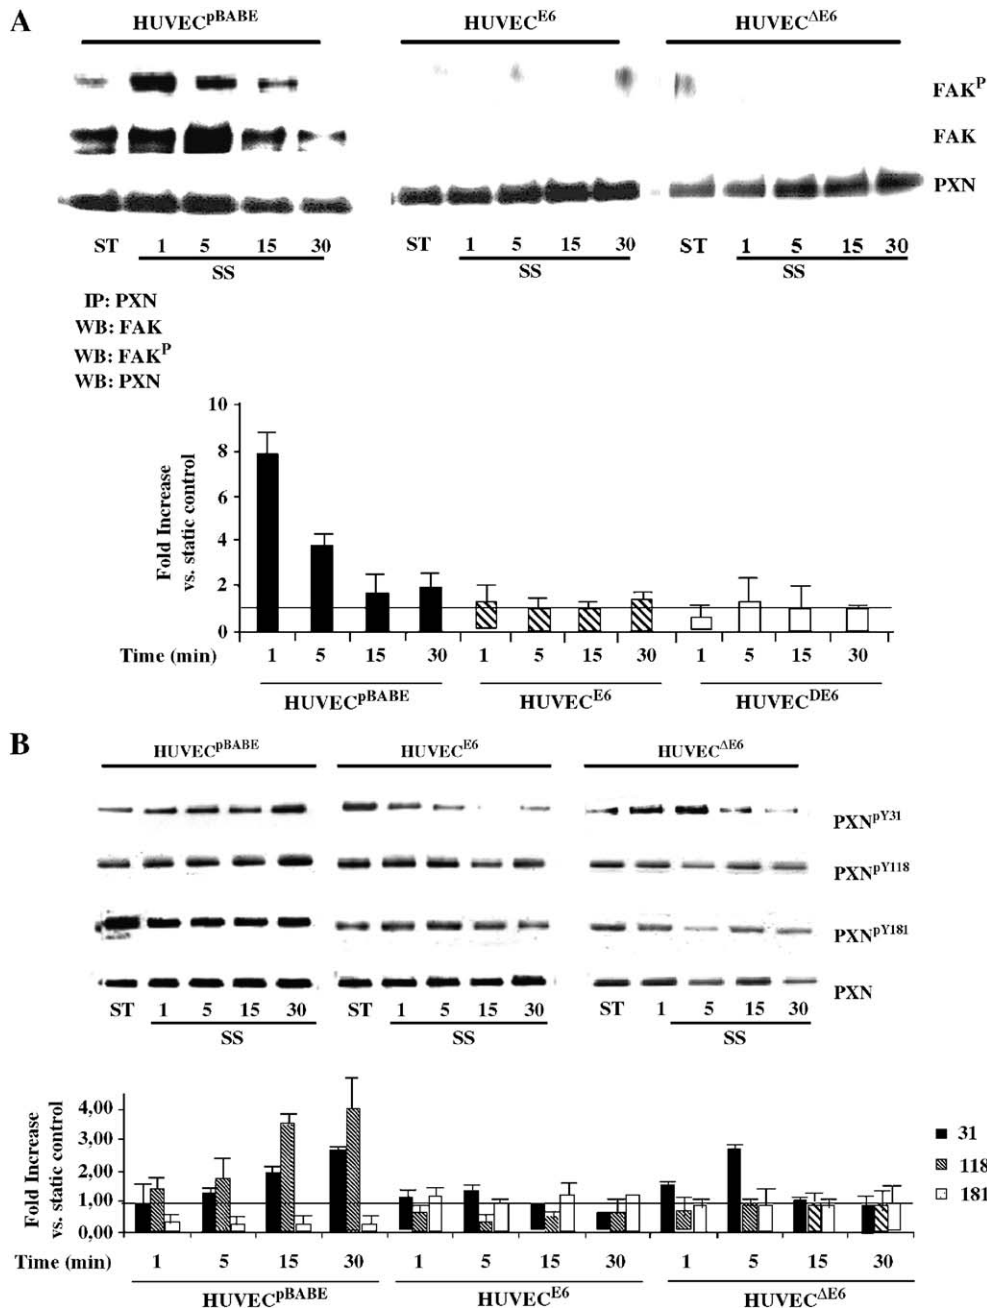 A
HUVECpBABE HUVECE6 HUVECΔE6
FAKP
FAK
PXN
ST 1 5 15 30 ST 1 5 15 30 ST 1 5 15 30
SS SS SS
IP: PXN
WB: FAK
WB: FAKP
WB: PXN
Fold Increase
vs. static control
10
8
6
4
2
0
Time (min) 1 5 15 30 1 5 15 30 1 5 15 30
HUVECpBABE HUVECE6 HUVECDE6
B
HUVECpBABE HUVECE6 HUVECΔE6
PXNpY31
PXNpY118
PXNpY181
PXN
ST 1 5 15 30 ST 1 5 15 30 ST 1 5 15 30
SS SS SS
Fold Increase
vs. static control
4,00
3,00
2,00
1,00
0,00
31
118
181
Time (min) 1 5 15 30 1 5 15 30 1 5 15 30
HUVECpBABE HUVECE6 HUVECΔE6